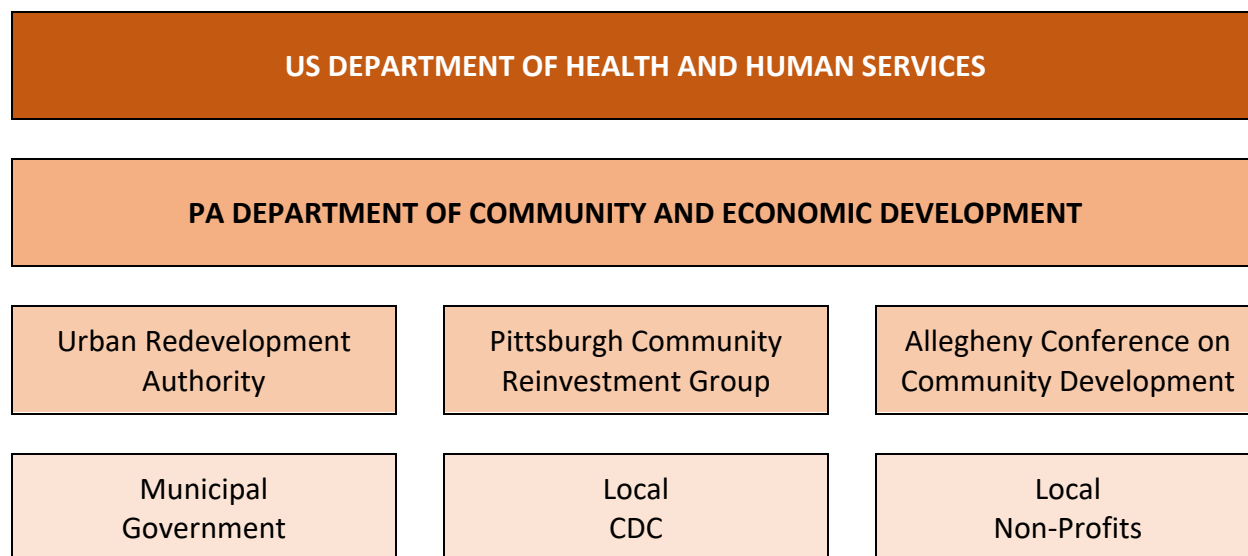 US DEPARTMENT OF HEALTH AND HUMAN SERVICES
PA DEPARTMENT OF COMMUNITY AND ECONOMIC DEVELOPMENT
Urban Redevelopment
Authority
Pittsburgh Community
Reinvestment Group
Allegheny Conference on
Community Development
Municipal
Government
Local
CDC
Local
Non-Profits